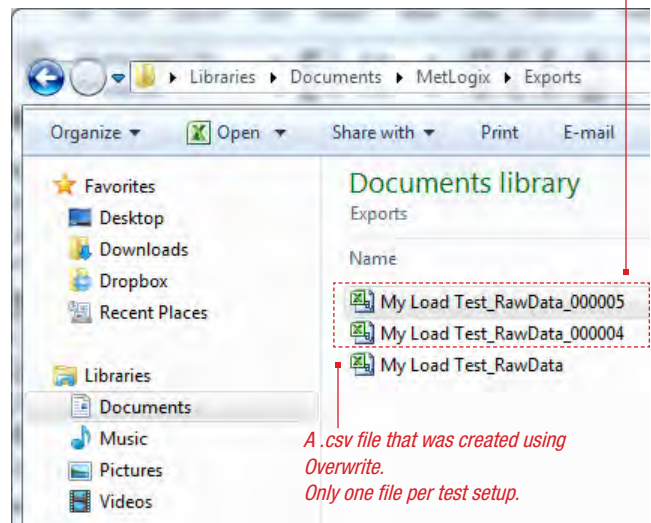 Libraries ▸ Documents ▸ MetLogix ▸ Exports
Organize Open Share with Print E-mail
Favorites
Desktop
Downloads
Dropbox
Recent Places
Libraries
Documents
Music
Pictures
Videos
Documents library
Exports
Name
My Load Test_RawData_000005
My Load Test_RawData_000004
My Load Test_RawData
A .csv file that was created using
Overwrite.
Only one file per test setup.